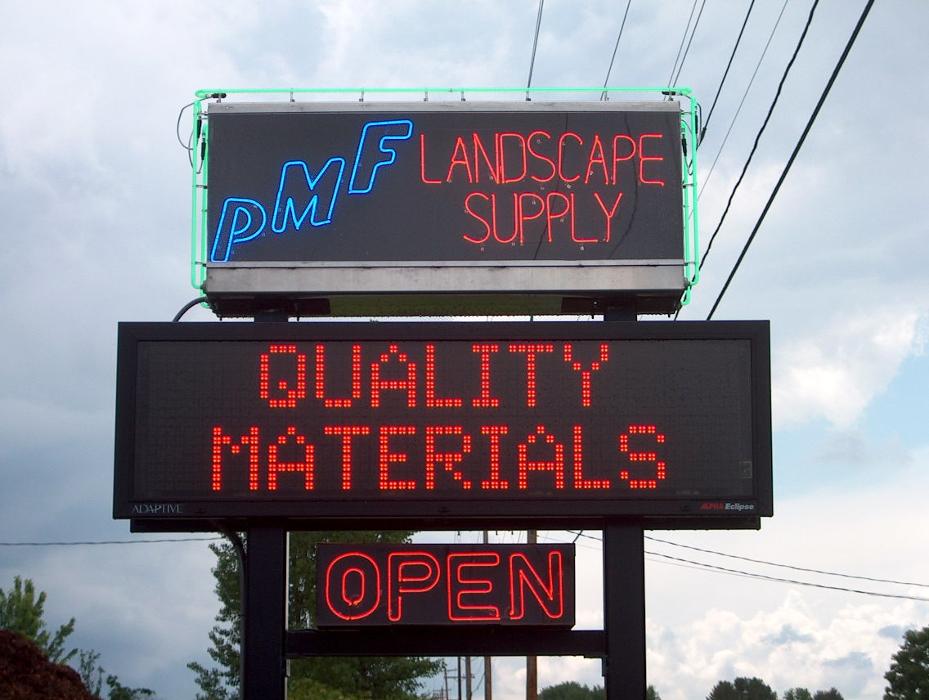 PMF LANDSCAPE
SUPPLY
QUALITY
MATERIALS
ADAPTIVE ALPHA Eclipse
OPEN